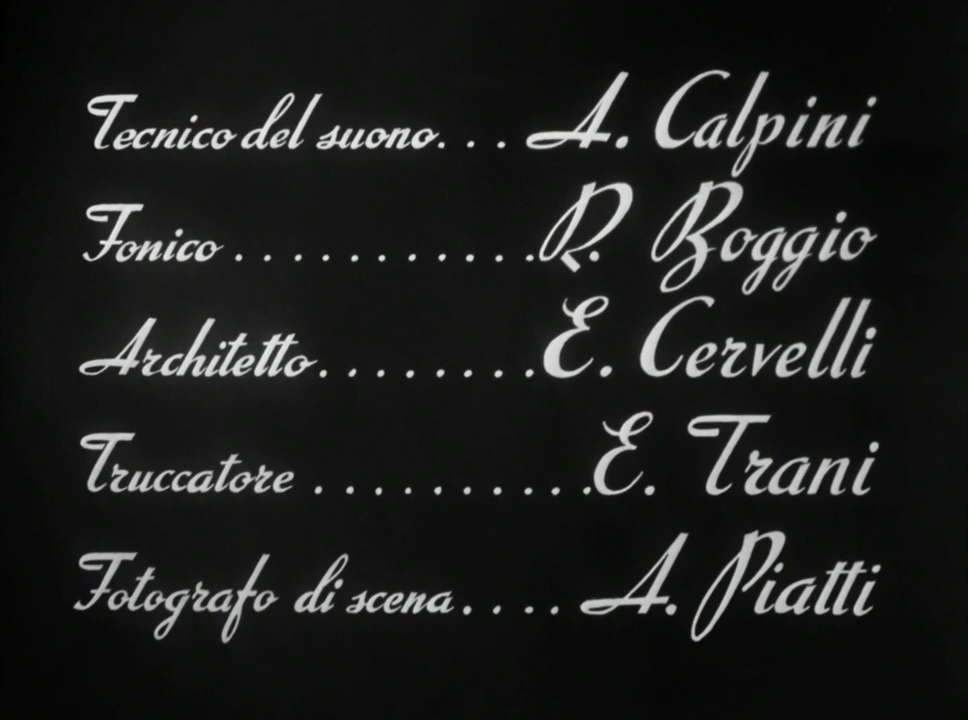 Tecnico del suono. . . A. Calpini
Fonico . . . . . . . . . . . R. Boggio
Architetto. . . . . . . . E. Cervelli
Truccatore . . . . . . . . . . E. Trani
Fotografo di scena. . . . A. Piatti